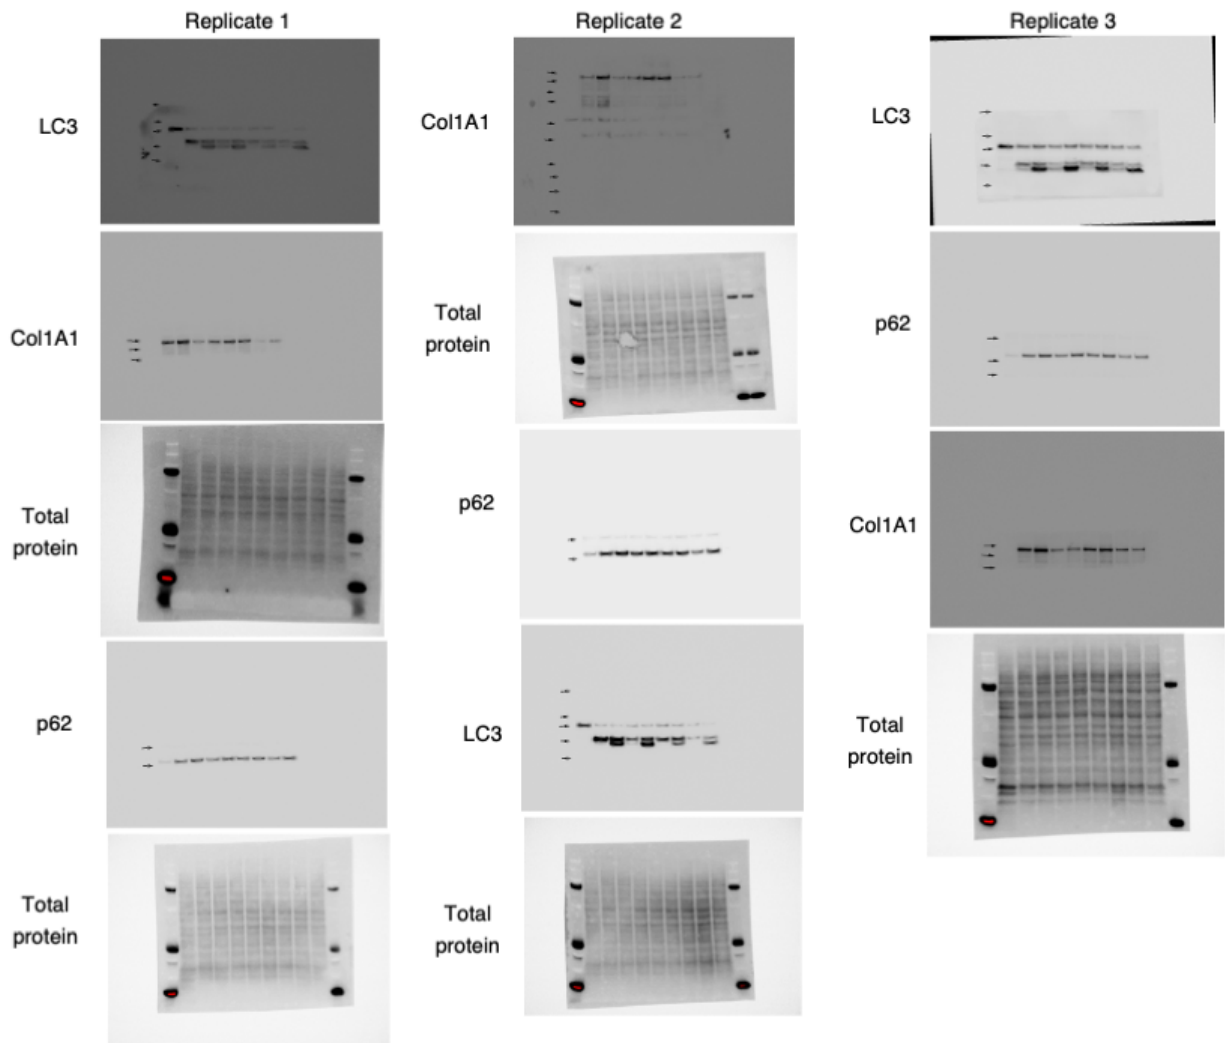 Replicate 1
LC3
Col1A1
Total
protein
p62
Total
protein
Replicate 2
Col1A1
Total
protein
p62
LC3
Total
protein
Replicate 3
LC3
p62
Col1A1
Total
protein